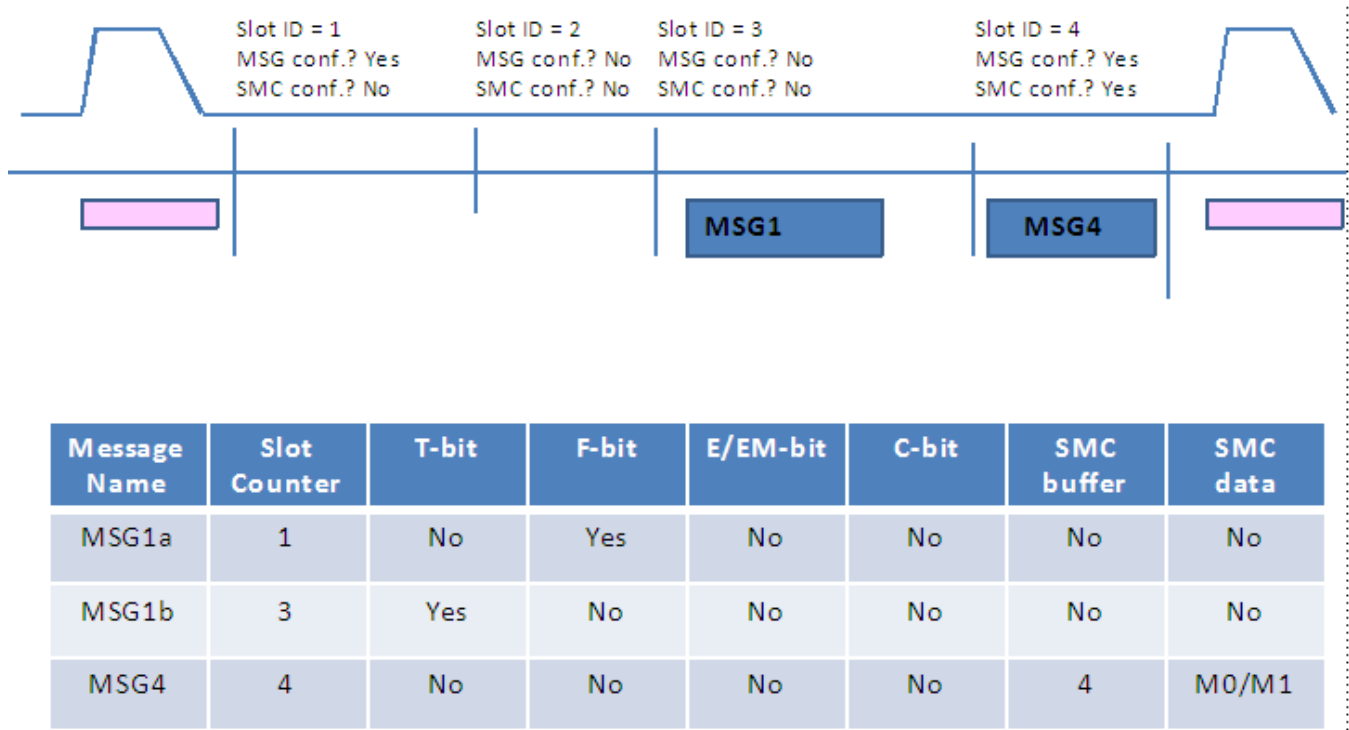 Slot ID = 1
MSG conf.? Yes
SMC conf.? No
Slot ID = 2
MSG conf.? No
SMC conf.? No
Slot ID = 3
MSG conf.? No
SMC conf.? No
Slot ID = 4
MSG conf.? Yes
SMC conf.? Yes
MSG1
MSG4
Message Name Slot Counter T-bit F-bit E/EM-bit C-bit SMC buffer SMC data
MSG1a 1 No Yes No No No No
MSG1b 3 Yes No No No No No
MSG4 4 No No No No 4 M0/M1